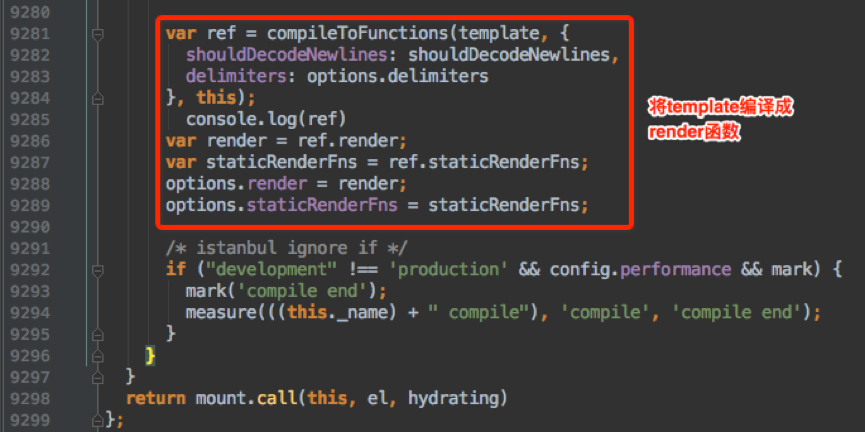 9280
9281 var ref = compileToFunctions(template, {
9282 shouldDecodeNewlines: shouldDecodeNewlines,
9283 delimiters: options.delimiters
9284 }, this);
9285 console.log(ref)
9286 var render = ref.render;
9287 var staticRenderFns = ref.staticRenderFns;
9288 options.render = render;
9289 options.staticRenderFns = staticRenderFns;
9290
9291 /* istanbul ignore if */
9292 if ("development" !== 'production' && config.performance && mark) {
9293 mark('compile end');
9294 measure(((this._name) + " compile"), 'compile', 'compile end');
9295 }
9296 }
9297 }
9298 return mount.call(this, el, hydrating)
9299 };
将template编译成
render函数